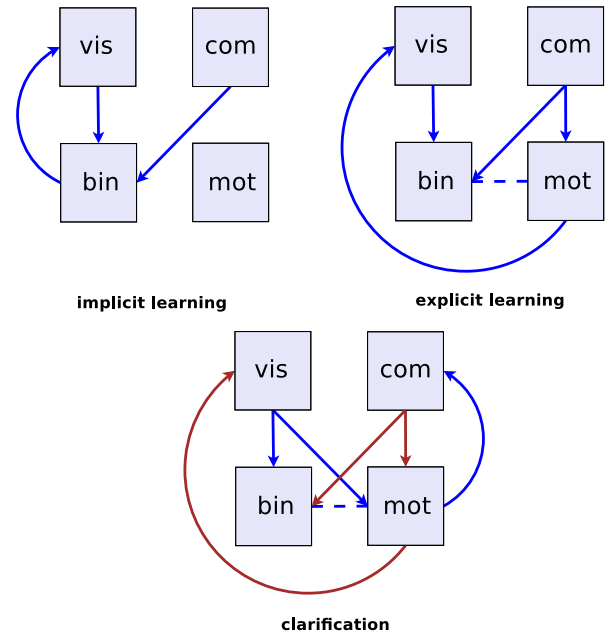 vis com
bin mot
implicit learning
vis com
bin mot
explicit learning
vis com
bin mot
clarification